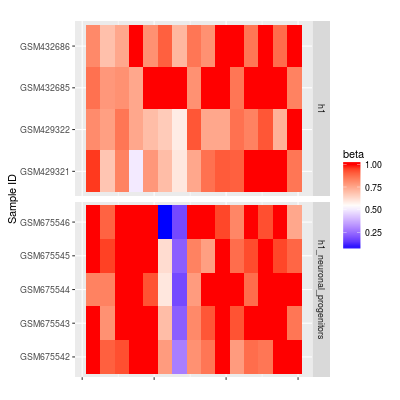 GSM432686
GSM432685
GSM429322
GSM429321
h1
GSM675546
GSM675545
GSM675544
GSM675543
GSM675542
h1_neuronal_progenitors
Sample ID
beta
1.00
0.75
0.50
0.25